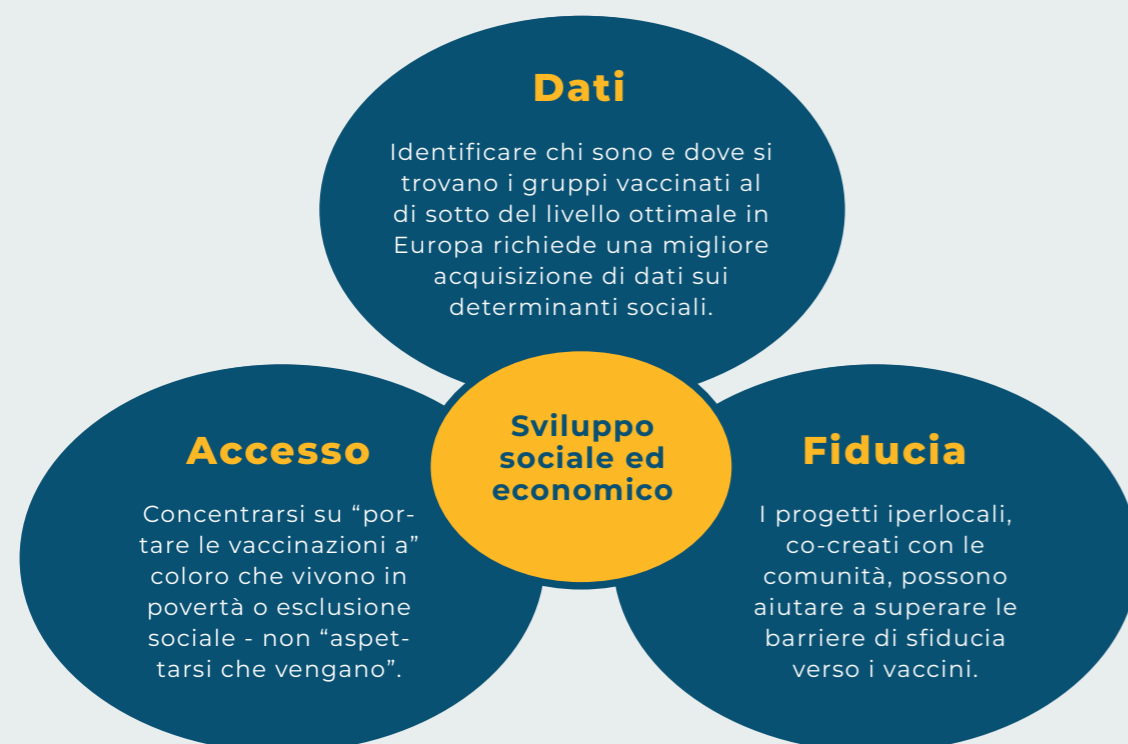 Dati
Identificare chi sono e dove si
trovano i gruppi vaccinati al
di sotto del livello ottimale in
Europa richiede una migliore
acquisizione di dati sui
determinanti sociali.
Sviluppo
sociale ed
economico
Accesso
Concentrarsi su “por-
tare le vaccinazioni a”
coloro che vivono in
povertà o esclusione
sociale - non “aspet-
tarsi che vengano”.
Fiducia
I progetti iperlocali,
co-creati con le
comunità, possono
aiutare a superare le
barriere di sfiducia
verso i vaccini.